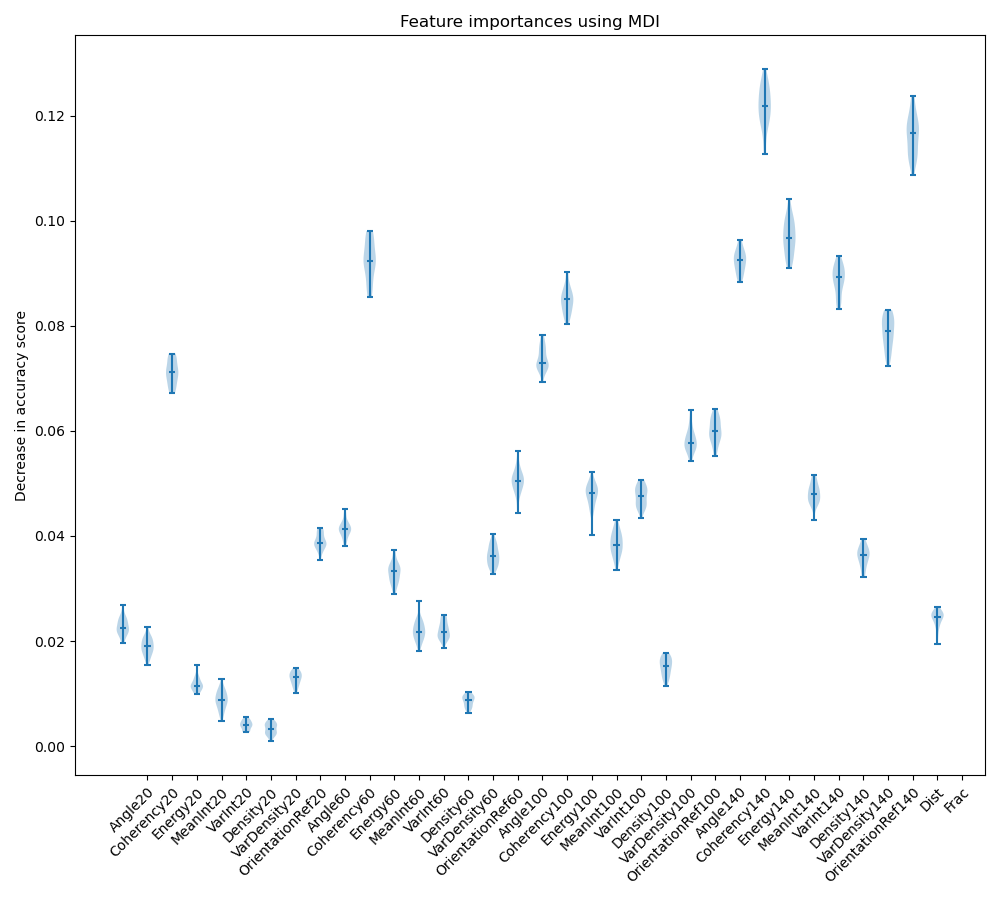 Feature importances using MDI
Decrease in accuracy score
0.12
0.10
0.08
0.06
0.04
0.02
0.00
Angle20
Coherency20
Energy20
MeanInt20
VarInt20
Density20
VarDensity20
OrientationRef20
Angle60
Coherency60
Energy60
MeanInt60
VarInt60
Density60
VarDensity60
OrientationRef60
Angle100
Coherency100
Energy100
MeanInt100
VarInt100
Density100
VarDensity100
OrientationRef100
Angle140
Coherency140
Energy140
MeanInt140
VarInt140
Density140
VarDensity140
OrientationRef140
Dist
Frac